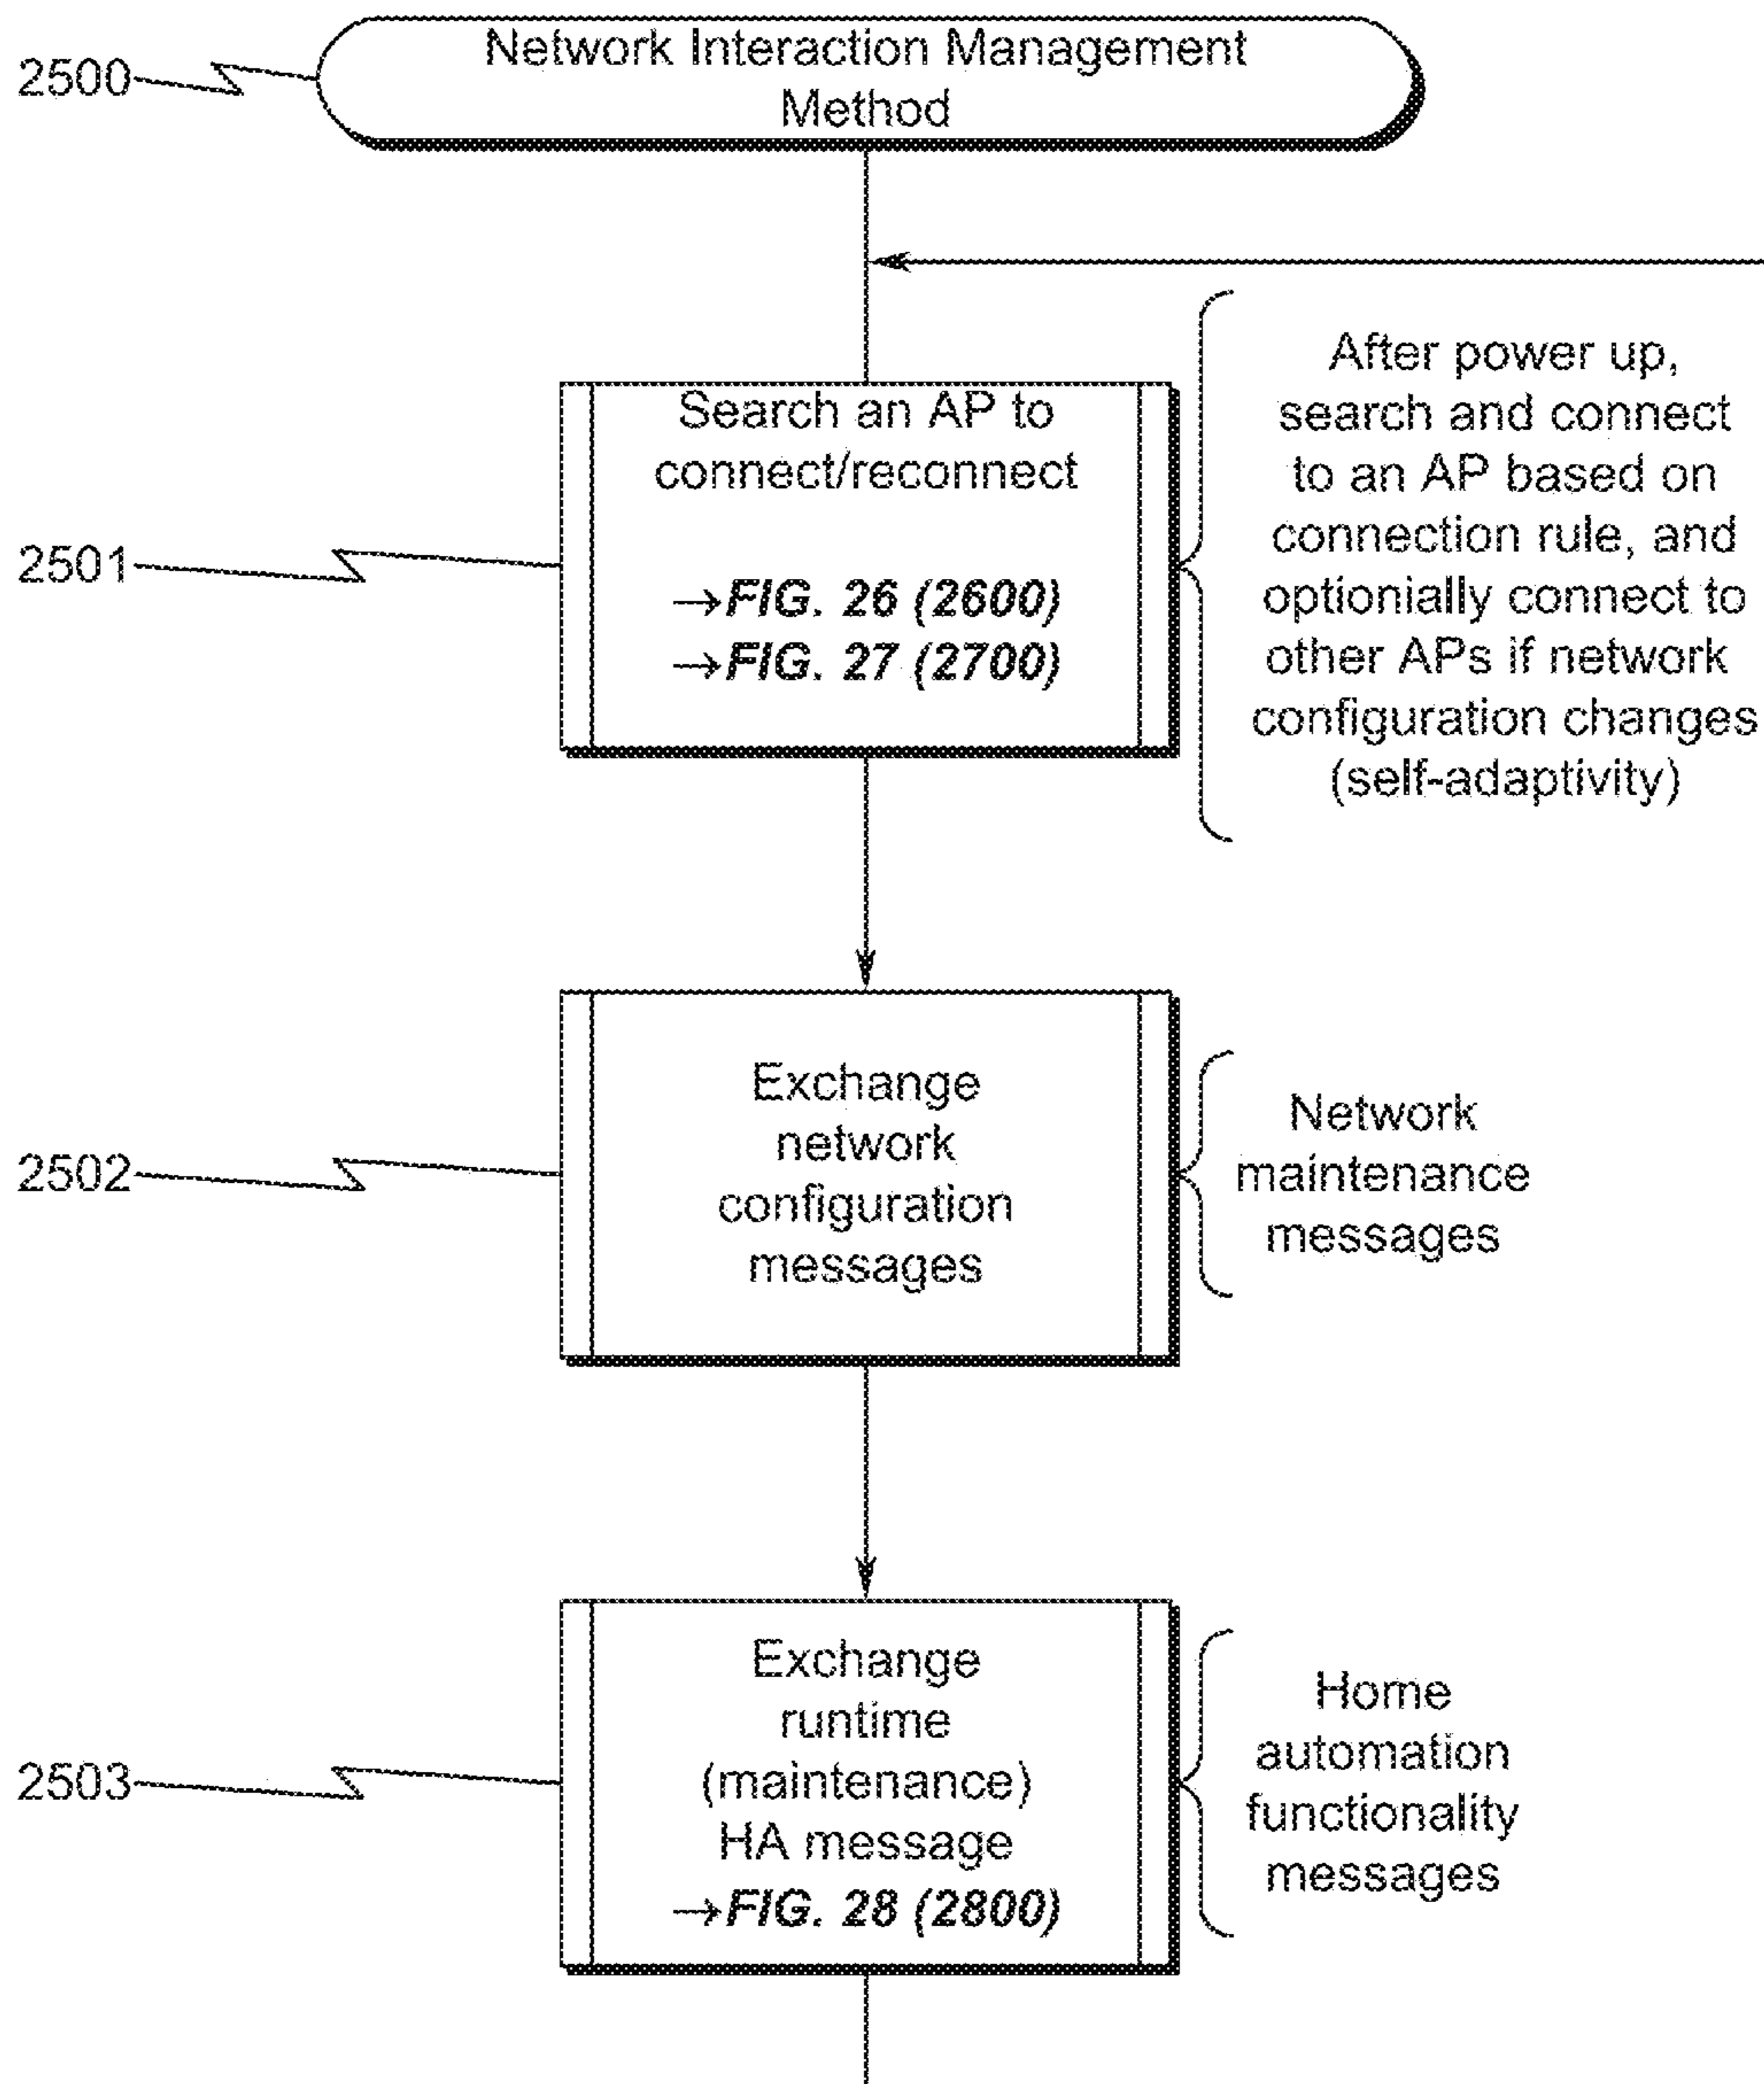 2500
Network Interaction Management
Method
2501
Search an AP to
connect/reconnect
→FIG. 26 (2600)
→FIG. 27 (2700)
After power up,
search and connect
to an AP based on
connection rule, and
optionially connect to
other APs if network
configuration changes
(self-adaptivity)
2502
Exchange
network
configuration
messages
Network
maintenance
messages
2503
Exchange
runtime
(maintenance)
HA message
→FIG. 28 (2800)
Home
automation
functionality
messages